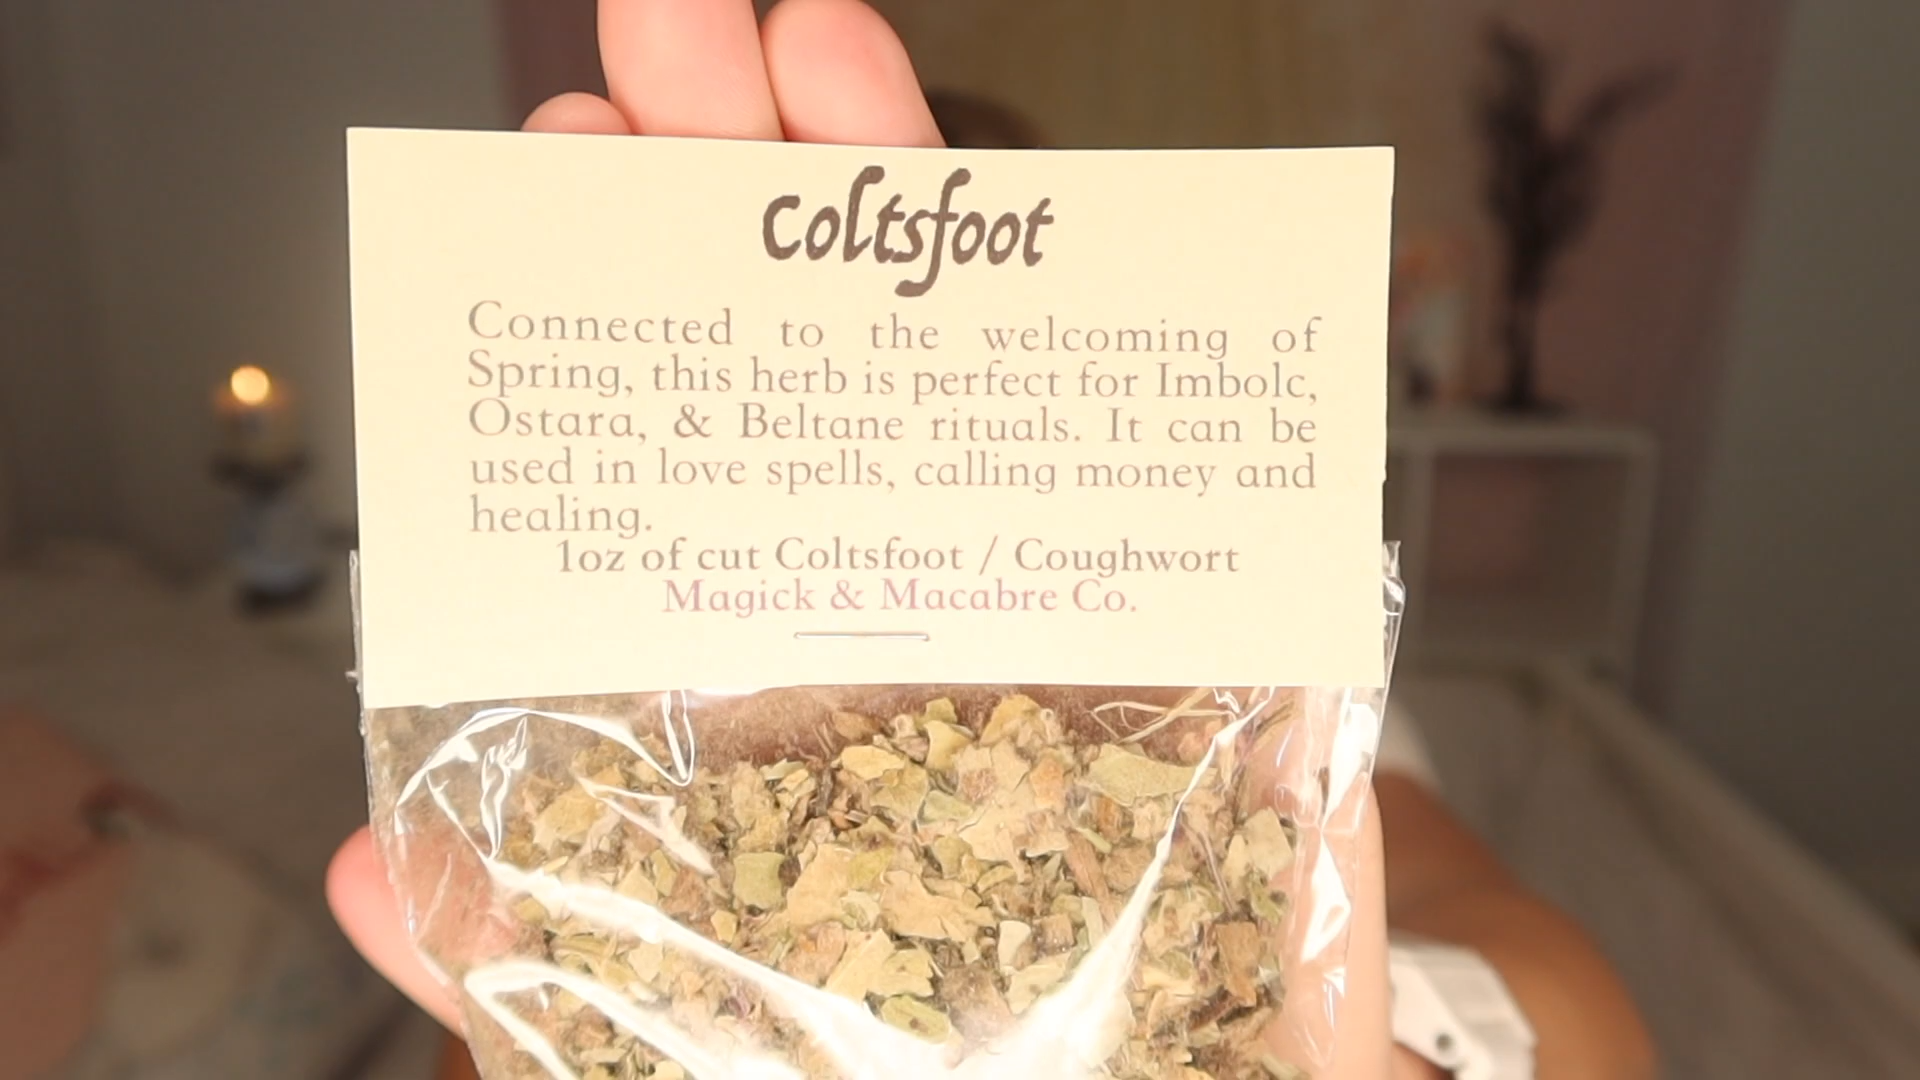 Coltsfoot
Connected to the welcoming of
Spring, this herb is perfect for Imbolc,
Ostara, & Beltane rituals. It can be
used in love spells, calling money and
healing.
1oz of cut Coltsfoot / Coughwort
Magick & Macabre Co.